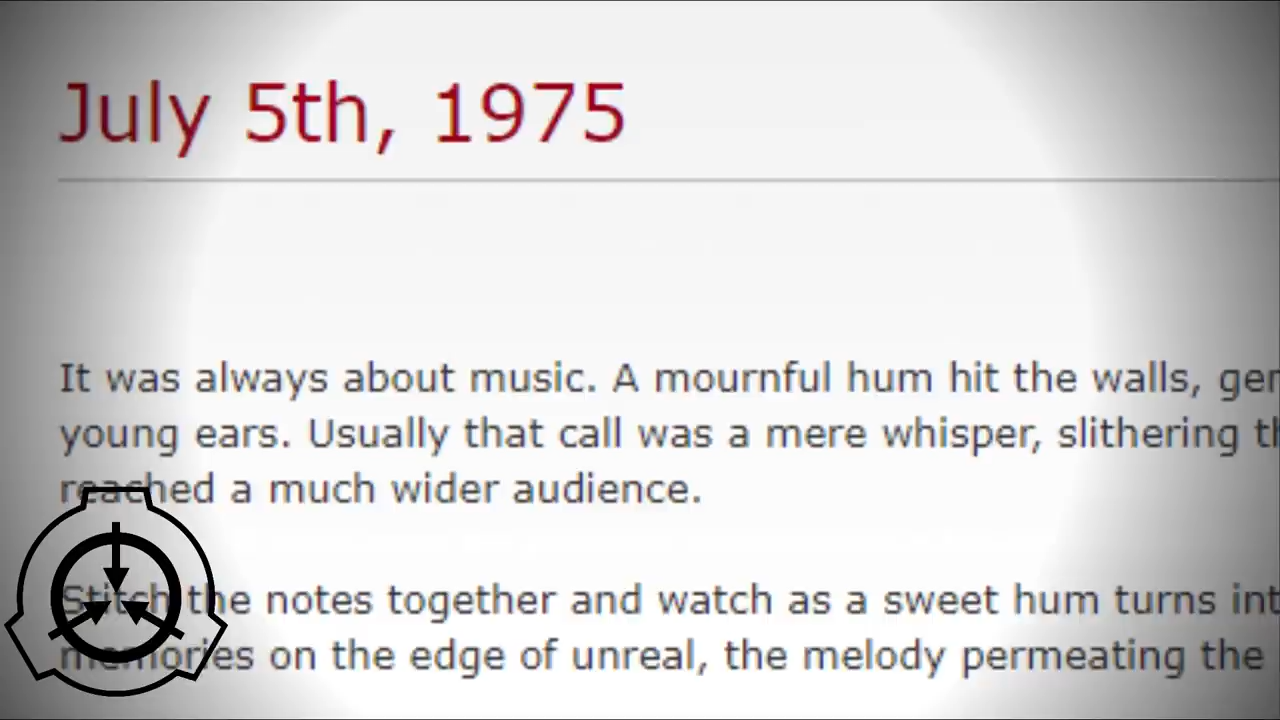 July 5th, 1975
It was always about music. A mournful hum hit the walls, ger
young ears. Usually that call was a mere whisper, slithering th
reached a much wider audience.
Stitch the notes together and watch as a sweet hum turns int
memories on the edge of unreal, the melody permeating the